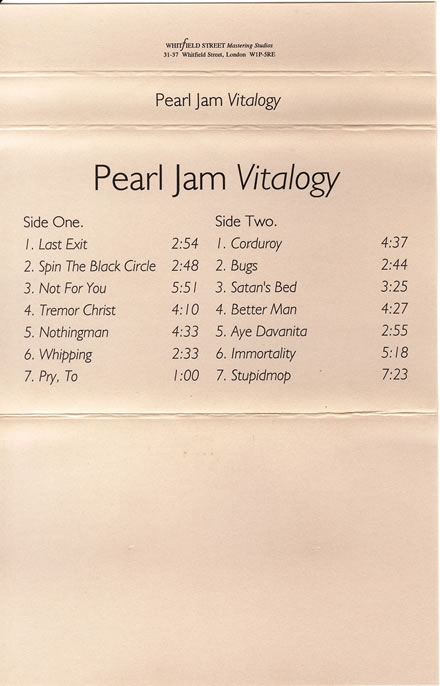 WHITfIELD STREET Mastering Studios
31-37 Whitfield Street, London W1P-5RE
Pearl Jam Vitalogy
Pearl Jam Vitalogy
Side One.
1. Last Exit 2:54
2. Spin The Black Circle 2:48
3. Not For You 5:51
4. Tremor Christ 4:10
5. Nothingman 4:33
6. Whipping 2:33
7. Pry, To 1:00
Side Two.
1. Corduroy 4:37
2. Bugs 2:44
3. Satan's Bed 3:25
4. Better Man 4:27
5. Aye Davanita 2:55
6. Immortality 5:18
7. Stupidmop 7:23